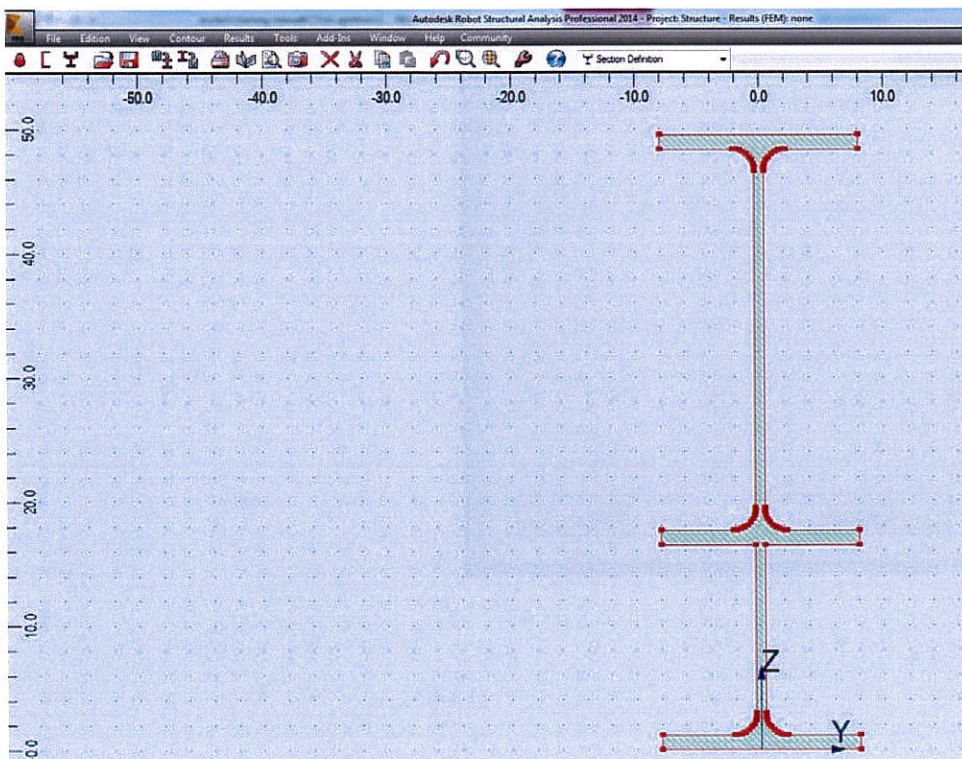 Autodesk Robot Structural Analysis Professional 2014 - Project: Structure - Results (FEM): none
PRO File Edition View Contour Results Tools Add-Ins Window Help Community
Section Definition
-50.0 -40.0 -30.0 -20.0 -10.0 0.0 10.0
50.0
40.0
30.0
20.0
10.0
Z
Y
0.0